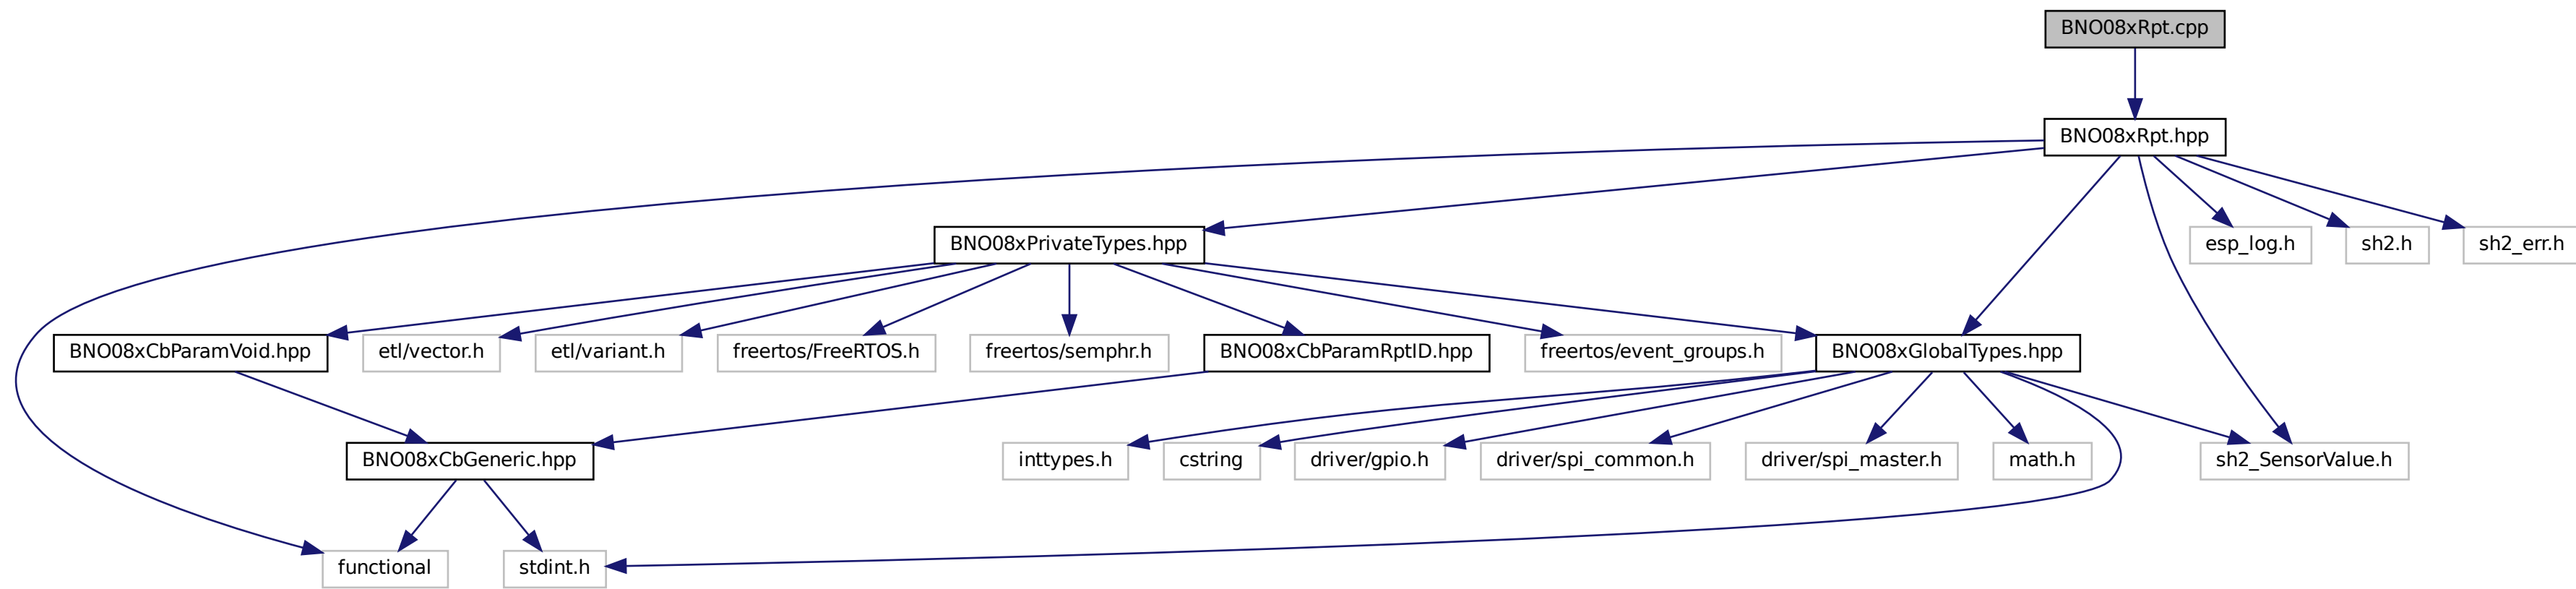 BNO08xRpt.cpp
BNO08xRpt.hpp
BNO08xPrivateTypes.hpp
esp_log.h
sh2.h
sh2_err.h
BNO08xCbParamVoid.hpp
etl/vector.h
etl/variant.h
freertos/FreeRTOS.h
freertos/semphr.h
BNO08xCbParamRptID.hpp
freertos/event_groups.h
BNO08xGlobalTypes.hpp
BNO08xCbGeneric.hpp
inttypes.h
cstring
driver/gpio.h
driver/spi_common.h
driver/spi_master.h
math.h
sh2_SensorValue.h
functional
stdint.h